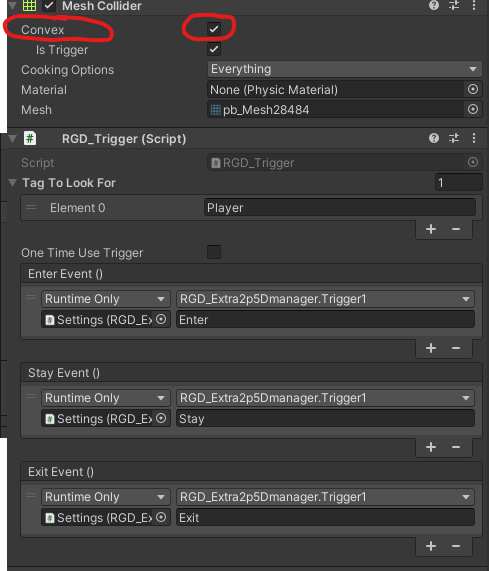 Mesh Collider
Convex
Is Trigger
Cooking Options Everything
Material None (Physic Material)
Mesh pb_Mesh28484
# RGD_Trigger (Script)
Script # RGD_Trigger
Tag To Look For 1
Element 0 Player
+ −
One Time Use Trigger
Enter Event ()
Runtime Only RGD_Extra2p5Dmanager.Trigger1
# Settings (RGD_Ex Enter
+ −
Stay Event ()
Runtime Only RGD_Extra2p5Dmanager.Trigger1
# Settings (RGD_Ex Stay
+ −
Exit Event ()
Runtime Only RGD_Extra2p5Dmanager.Trigger1
# Settings (RGD_Ex Exit
+ −